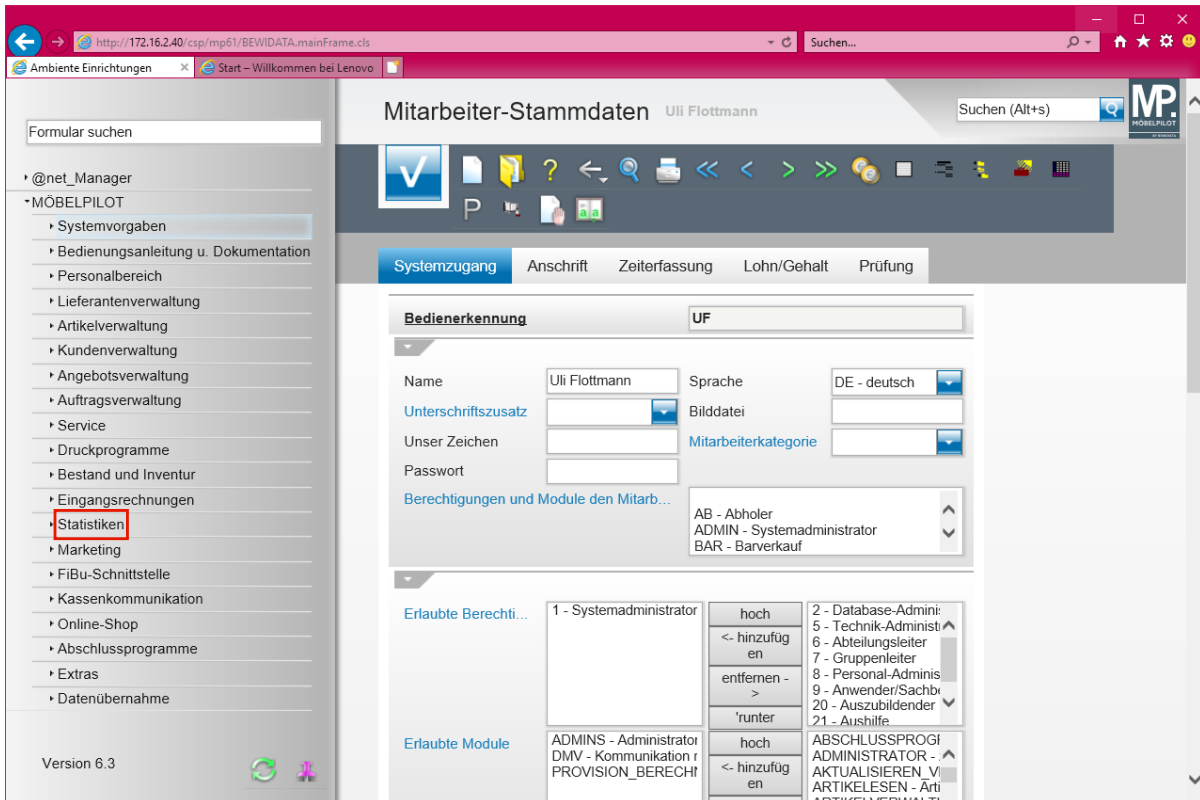 http://172.16.2.40/csp/mp61/BEWIDATA.mainFrame.cls
Suchen...
Ambiente Einrichtungen
Start – Willkommen bei Lenovo
Formular suchen
@net_Manager
MÖBELPILOT
Systemvorgaben
Bedienungsanleitung u. Dokumentation
Personalbereich
Lieferantenverwaltung
Artikelverwaltung
Kundenverwaltung
Angebotsverwaltung
Auftragsverwaltung
Service
Druckprogramme
Bestand und Inventur
Eingangsrechnungen
Statistiken
Marketing
FiBu-Schnittstelle
Kassenkommunikation
Online-Shop
Abschlussprogramme
Extras
Datenübernahme
Version 6.3
Mitarbeiter-Stammdaten Uli Flottmann
Suchen (Alt+s)
MP.
MÖBELPILOT
BY BEWIDATA
P
a a
Systemzugang Anschrift Zeiterfassung Lohn/Gehalt Prüfung
Bedienerkennung UF
Name Uli Flottmann Sprache DE - deutsch
Unterschriftszusatz Bilddatei
Unser Zeichen Mitarbeiterkategorie
Passwort
Berechtigungen und Module den Mitarb...
AB - Abholer
ADMIN - Systemadministrator
BAR - Barverkauf
Erlaubte Berechti...
1 - Systemadministrator
hoch
<- hinzufüg
en
entfernen -
>
'runter
2 - Database-Adminis
5 - Technik-Administr
6 - Abteilungsleiter
7 - Gruppenleiter
8 - Personal-Adminis
9 - Anwender/Sachbe
20 - Auszubildender
21 - Aushilfe
Erlaubte Module
ADMINS - Administrator
DMV - Kommunikation
PROVISION_BERECH
hoch
<- hinzufüg
en
ABSCHLUSSPROG
ADMINISTRATOR -
AKTUALISIEREN_V
ARTIKELESEN - Arti